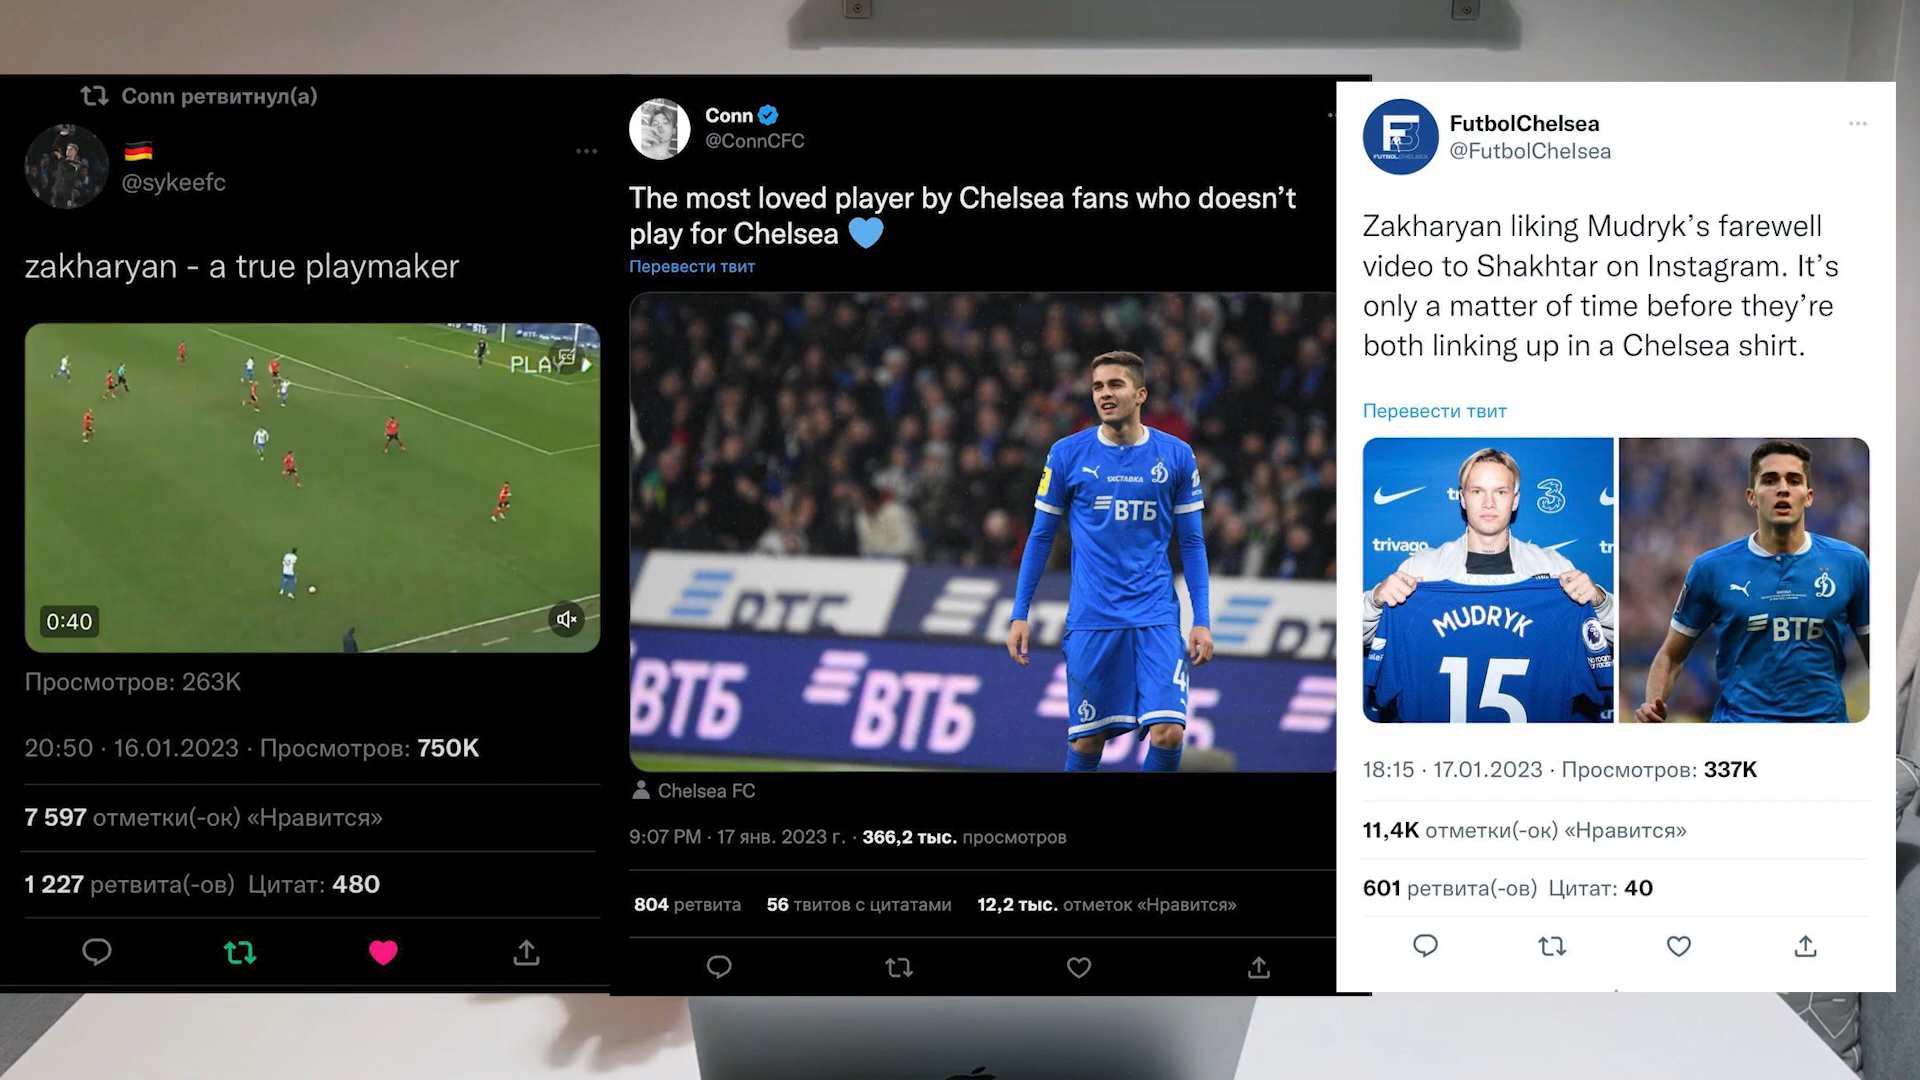 Conn ретвитнул(а)
@sykeefc
zakharyan - a true playmaker
PLAY
0:40
Просмотров: 263K
20:50 · 16.01.2023 · Просмотров: 750K
7 597 отметки(-ок) «Нравится»
1 227 ретвита(-ов) Цитат: 480
Conn
@ConnCFC
The most loved player by Chelsea fans who doesn’t
play for Chelsea
Перевести твит
ВТБ
ВТБ
ВТБ
Chelsea FC
9:07 PM · 17 янв. 2023 г. · 366,2 тыс. просмотров
804 ретвита 56 твитов с цитатами 12,2 тыс. отметок «Нравится»
FutbolChelsea
@FutbolChelsea
Zakharyan liking Mudryk’s farewell
video to Shakhtar on Instagram. It’s
only a matter of time before they’re
both linking up in a Chelsea shirt.
Перевести твит
3
trivago
MUDRYK
15
ВТБ
18:15 · 17.01.2023 · Просмотров: 337K
11,4K отметки(-ок) «Нравится»
601 ретвита(-ов) Цитат: 40